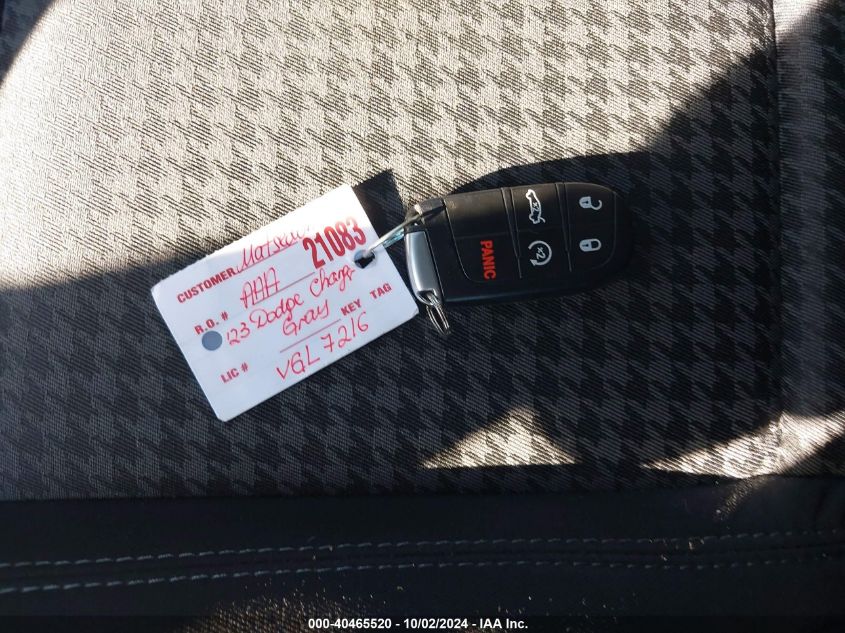 21083
CUSTOMER
R.O. # AAA
'23 Dodge Charger
Gray KEY TAG
LIC # VGL 7216
PANIC
x2
000-40465520 - 10/02/2024 - IAA Inc.